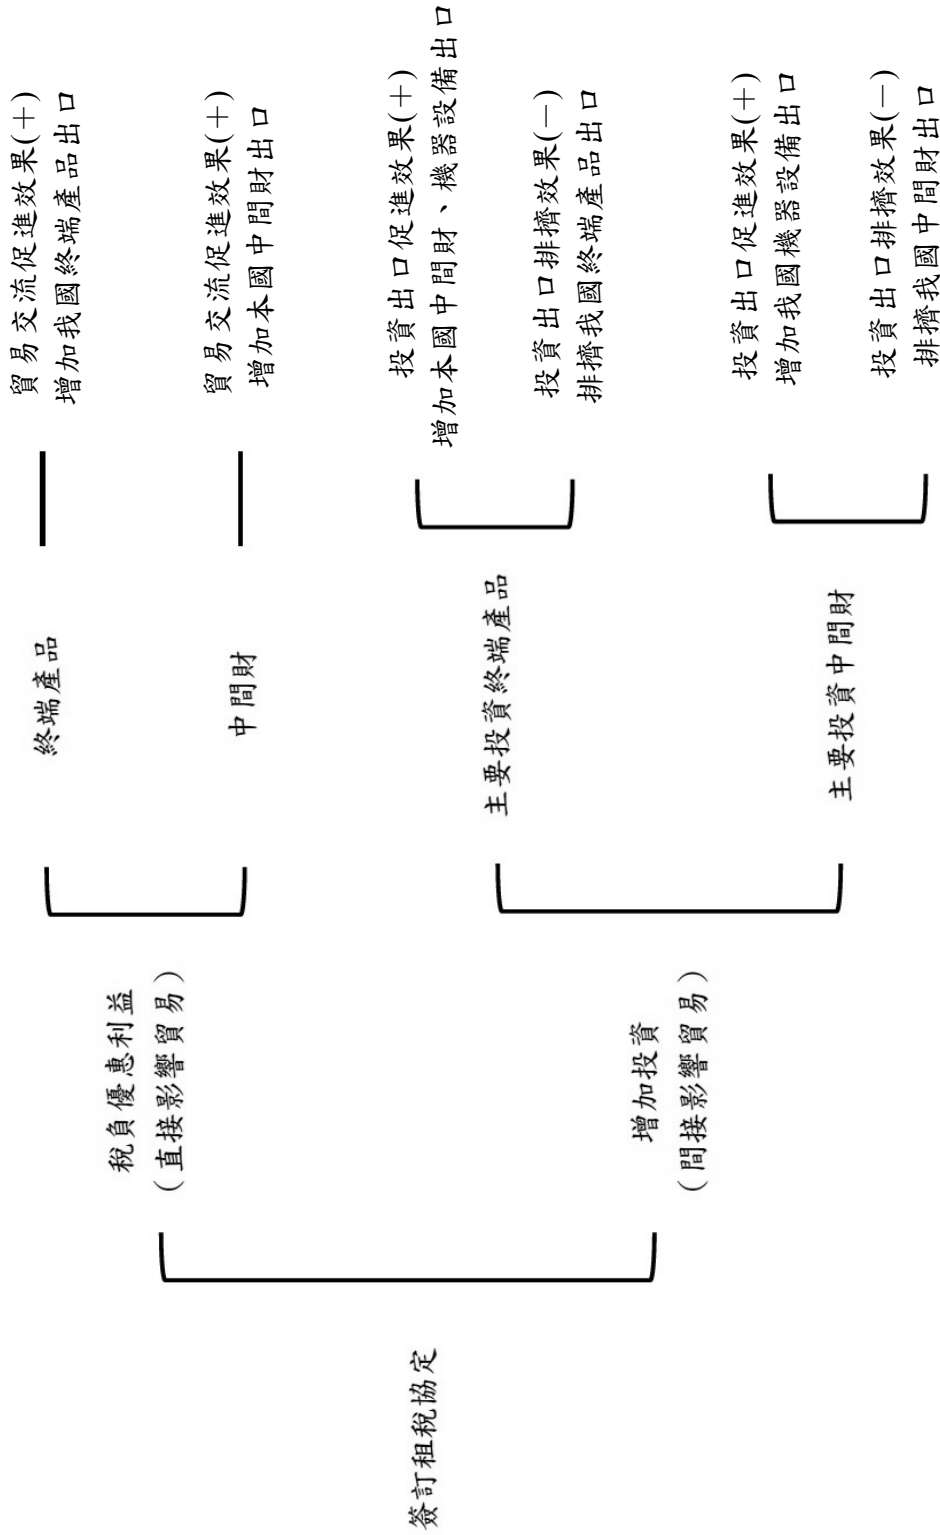 簽訂租稅協定
稅負優惠利益
（直接影響貿易）
終端產品
貿易交流促進效果(＋)
增加我國終端產品出口
中間財
貿易交流促進效果(＋)
增加本國中間財出口
增加投資
（間接影響貿易）
主要投資終端產品
投資出口促進效果(＋)
增加本國中間財、機器設備出口
投資出口排擠效果(－)
排擠我國終端產品出口
主要投資中間財
投資出口促進效果(＋)
增加我國機器設備出口
投資出口排擠效果(－)
排擠我國中間財出口